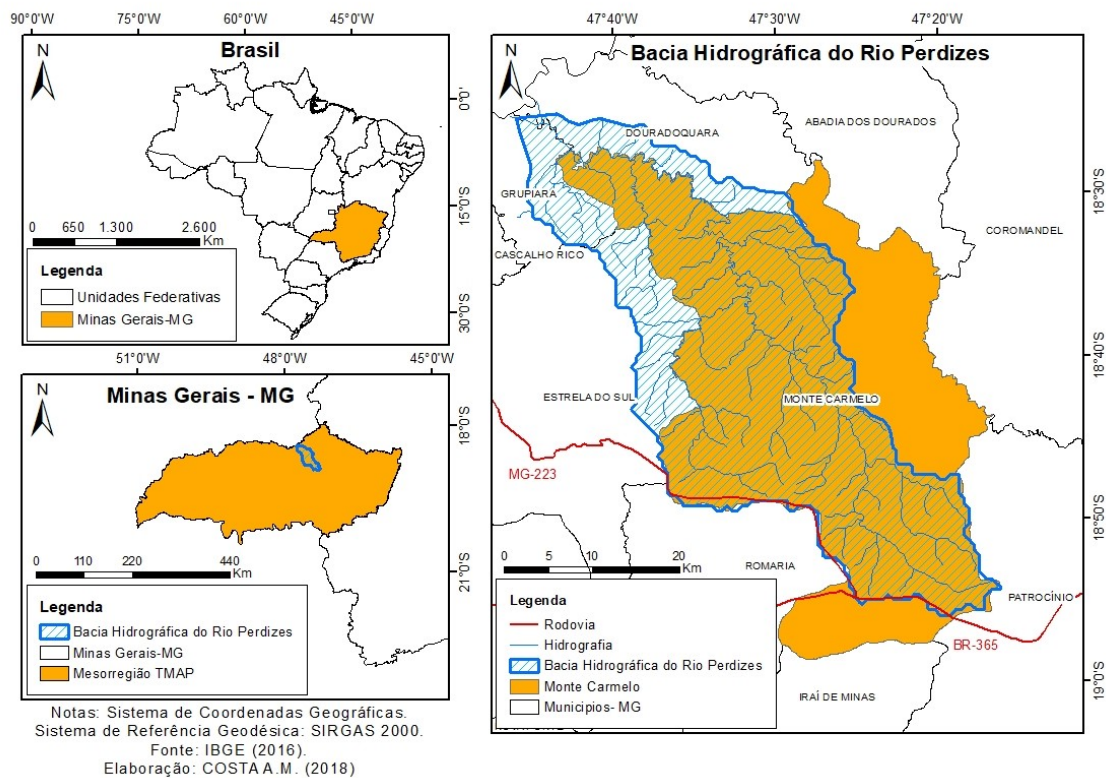 90°0'W
75°0'W
60°0'W
45°0'W
N
Brasil
0°0'
15°0'S
30°0'S
0 650 1.300 2.600
Km
Legenda
Unidades Federativas
Minas Gerais-MG
51°0'W
48°0'W
45°0'W
N
Minas Gerais - MG
18°0'S
21°0'S
0 110 220 440
Km
Legenda
Bacia Hidrográfica do Rio Perdizes
Minas Gerais-MG
Mesorregião TMAP
Notas: Sistema de Coordenadas Geográficas.
Sistema de Referência Geodésica: SIRGAS 2000.
Fonte: IBGE (2016).
Elaboração: COSTA A.M. (2018)
47°40'W
47°30'W
47°20'W
N
Bacia Hidrográfica do Rio Perdizes
ABADIA DOS DOURADOS
DOURADOQUARA
GRUPIARA
18°30'S
COROMANDEL
CASCALHO RICO
18°40'S
ESTRELA DO SUL
MONTE CARMELO
MG-223
18°50'S
0 5 10 20
Km
ROMARIA
PATROCÍNIO
BR-365
IRAÍ DE MINAS
19°0'S
Legenda
Rodovia
Hidrografia
Bacia Hidrográfica do Rio Perdizes
Monte Carmelo
Municipios- MG